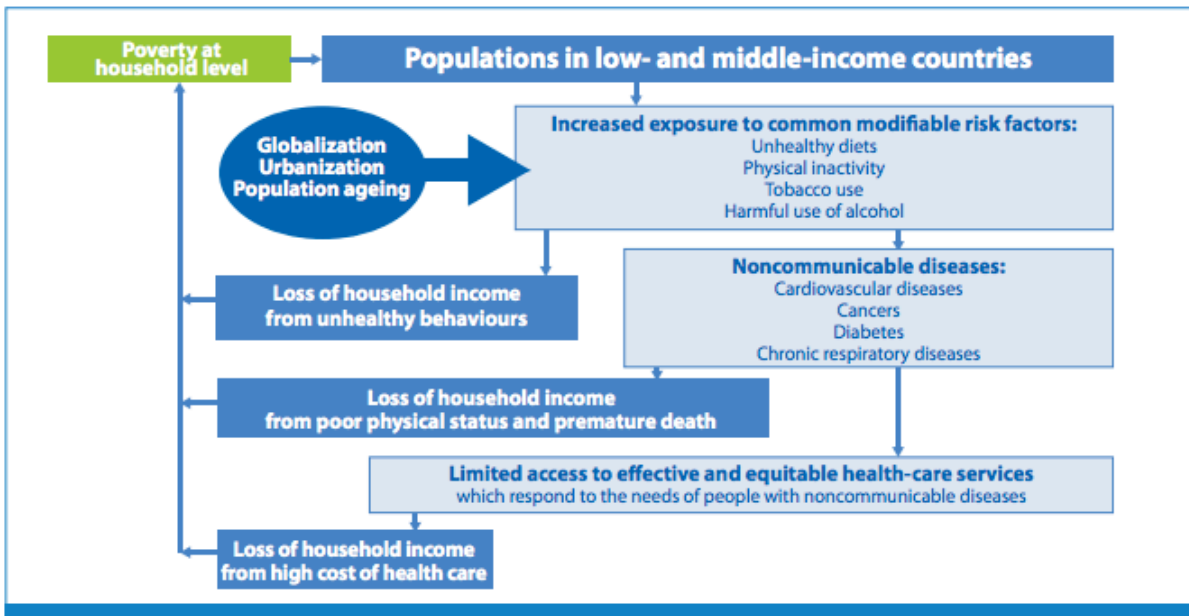 Poverty at
household level
Populations in low- and middle-income countries
Globalization
Urbanization
Population ageing
Increased exposure to common modifiable risk factors:
Unhealthy diets
Physical inactivity
Tobacco use
Harmful use of alcohol
Noncommunicable diseases:
Cardiovascular diseases
Cancers
Diabetes
Chronic respiratory diseases
Loss of household income
from unhealthy behaviours
Loss of household income
from poor physical status and premature death
Limited access to effective and equitable health-care services
which respond to the needs of people with noncommunicable diseases
Loss of household income
from high cost of health care